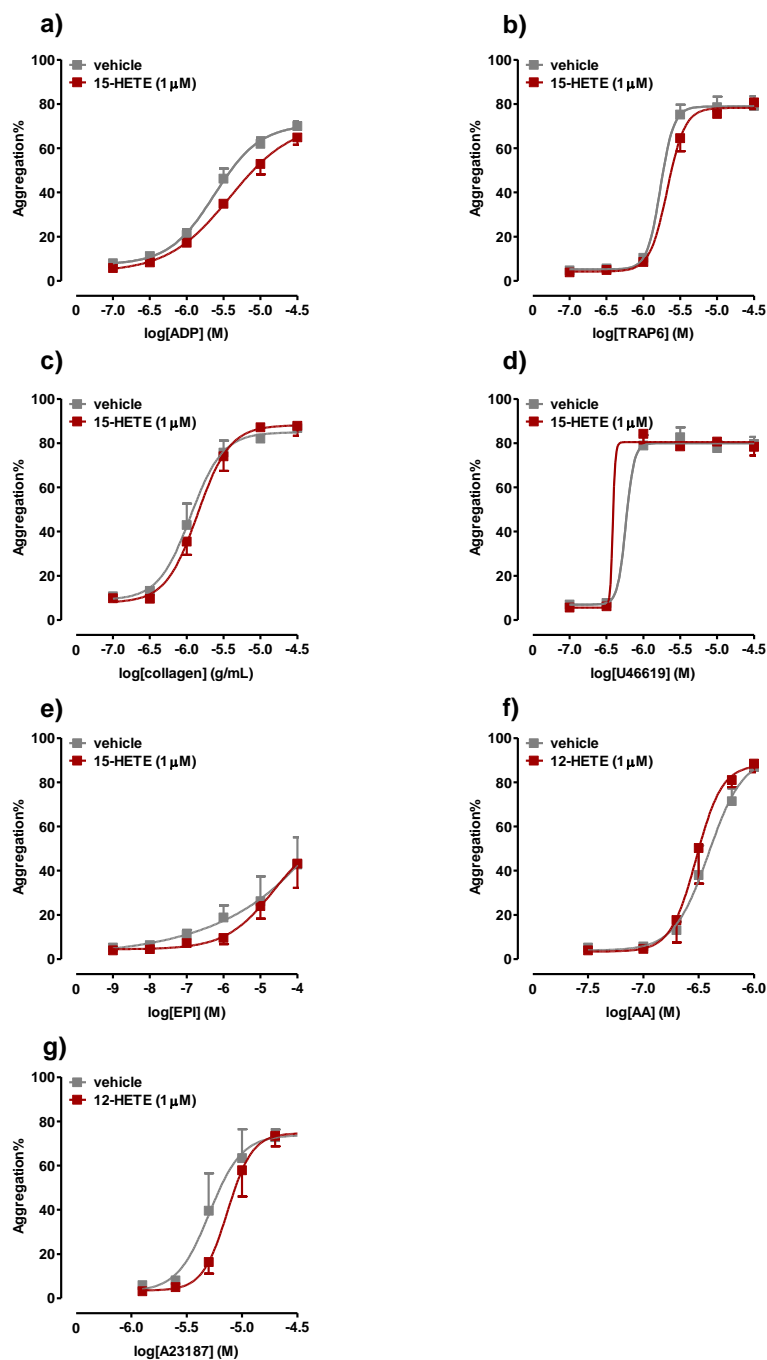 a)
vehicle
15-HETE (1 μM)
100
80
60
40
20
0
Aggregation%
0 -7.0 -6.5 -6.0 -5.5 -5.0 -4.5
log[ADP] (M)
b)
vehicle
15-HETE (1 μM)
100
80
60
40
20
0
Aggregation%
0 -7.0 -6.5 -6.0 -5.5 -5.0 -4.5
log[TRAP6] (M)
c)
vehicle
15-HETE (1 μM)
100
80
60
40
20
0
Aggregation%
0 -7.0 -6.5 -6.0 -5.5 -5.0 -4.5
log[collagen] (g/mL)
d)
vehicle
15-HETE (1 μM)
100
80
60
40
20
0
Aggregation%
0 -7.0 -6.5 -6.0 -5.5 -5.0 -4.5
log[U46619] (M)
e)
vehicle
15-HETE (1 μM)
100
80
60
40
20
0
Aggregation%
0 -9 -8 -7 -6 -5 -4
log[EPI] (M)
f)
vehicle
12-HETE (1 μM)
100
80
60
40
20
0
Aggregation%
0 -7.5 -7.0 -6.5 -6.0
log[AA] (M)
g)
vehicle
12-HETE (1 μM)
100
80
60
40
20
0
Aggregation%
0 -6.0 -5.5 -5.0 -4.5
log[A23187] (M)